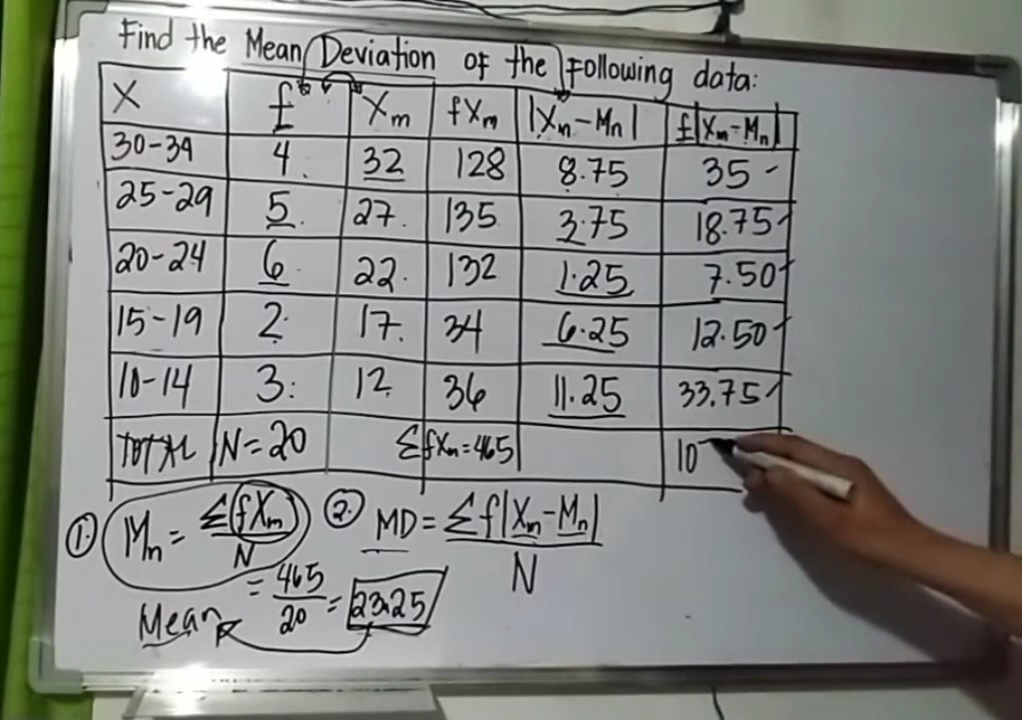 Find the Mean Deviation of the following data:
X f Xm fXm |Xm-Mn| f|Xm-Mn|
30-34 4 32 128 8.75 35
25-29 5 27 135 3.75 18.75
20-24 6 22 132 1.25 7.50
15-19 2 17 34 6.25 12.50
10-14 3 12 36 11.25 33.75
TOTAL N=20 ΣfXm=465 10
1. Mn = Σ(fXm)/N
= 465/20 = 23.25
Mean
2. MD = Σf|Xm-Mn|/N